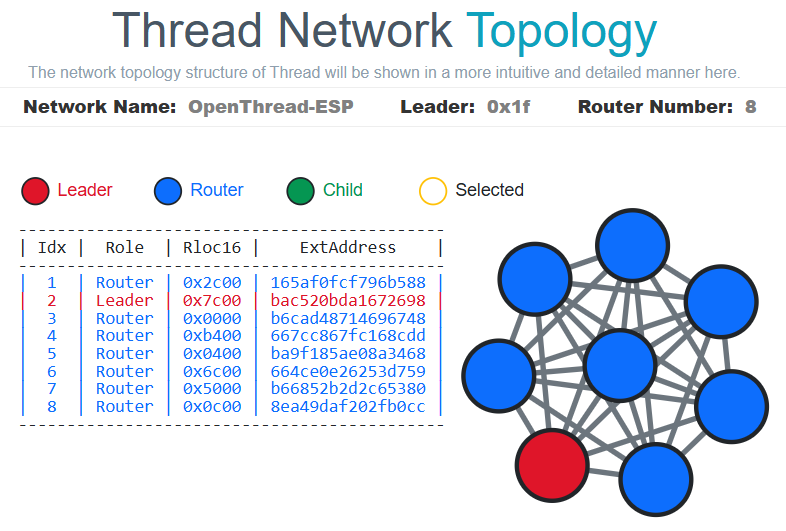 Thread Network Topology
The network topology structure of Thread will be shown in a more intuitive and detailed manner here.
Network Name: OpenThread-ESP Leader: 0x1f Router Number: 8
Leader Router Child Selected
--------------------------------------------
| Idx | Role | Rloc16 | ExtAddress |
--------------------------------------------
| 1 | Router | 0x2c00 | 165af0fcf796b588 |
| 2 | Leader | 0x7c00 | bac520bda1672698 |
| 3 | Router | 0x0000 | b6cad48714696748 |
| 4 | Router | 0xb400 | 667cc867fc168cdd |
| 5 | Router | 0x0400 | ba9f185ae08a3468 |
| 6 | Router | 0x6c00 | 664ce0e26253d759 |
| 7 | Router | 0x5000 | b66852b2d2c65380 |
| 8 | Router | 0x0c00 | 8ea49daf202fb0cc |
--------------------------------------------